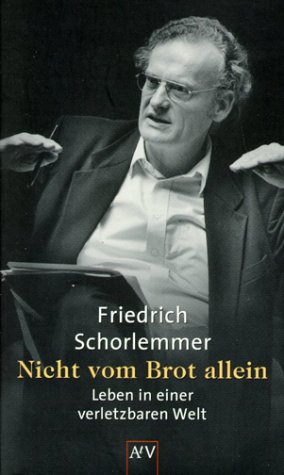 Friedrich
Schorlemmer
Nicht vom Brot allein
Leben in einer
verletzbaren Welt
AtV